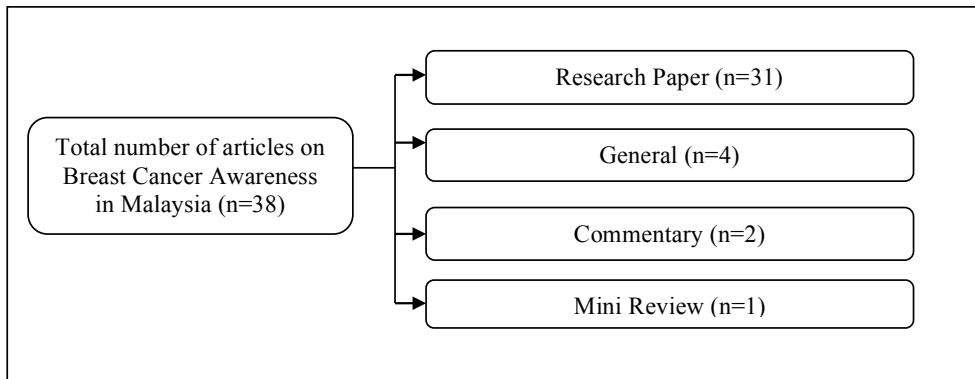 Total number of articles on
Breast Cancer Awareness
in Malaysia (n=38)
Research Paper (n=31)
General (n=4)
Commentary (n=2)
Mini Review (n=1)